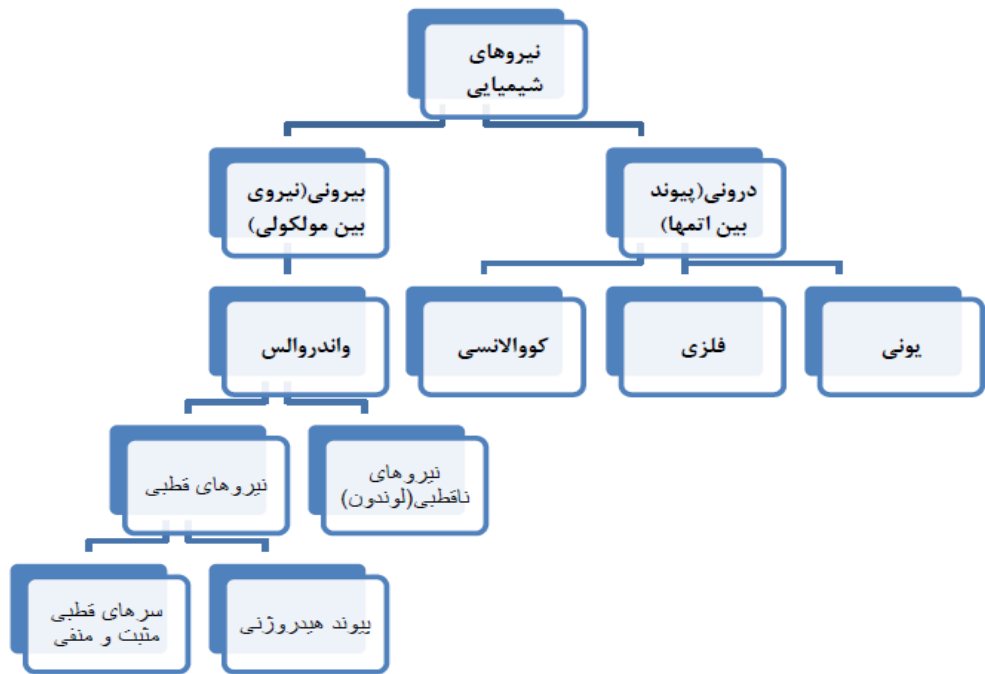 نیروهای
شیمیایی
درونی(پیوند
بین اتمها)
بیرونی(نیروی
بین مولکولی)
یونی
فلزی
کووالانسی
واندروالس
نیروهای
ناقطبی(لوندون)
نیروهای قطبی
پیوند هیدروژنی
سرهای قطبی
مثبت و منفی